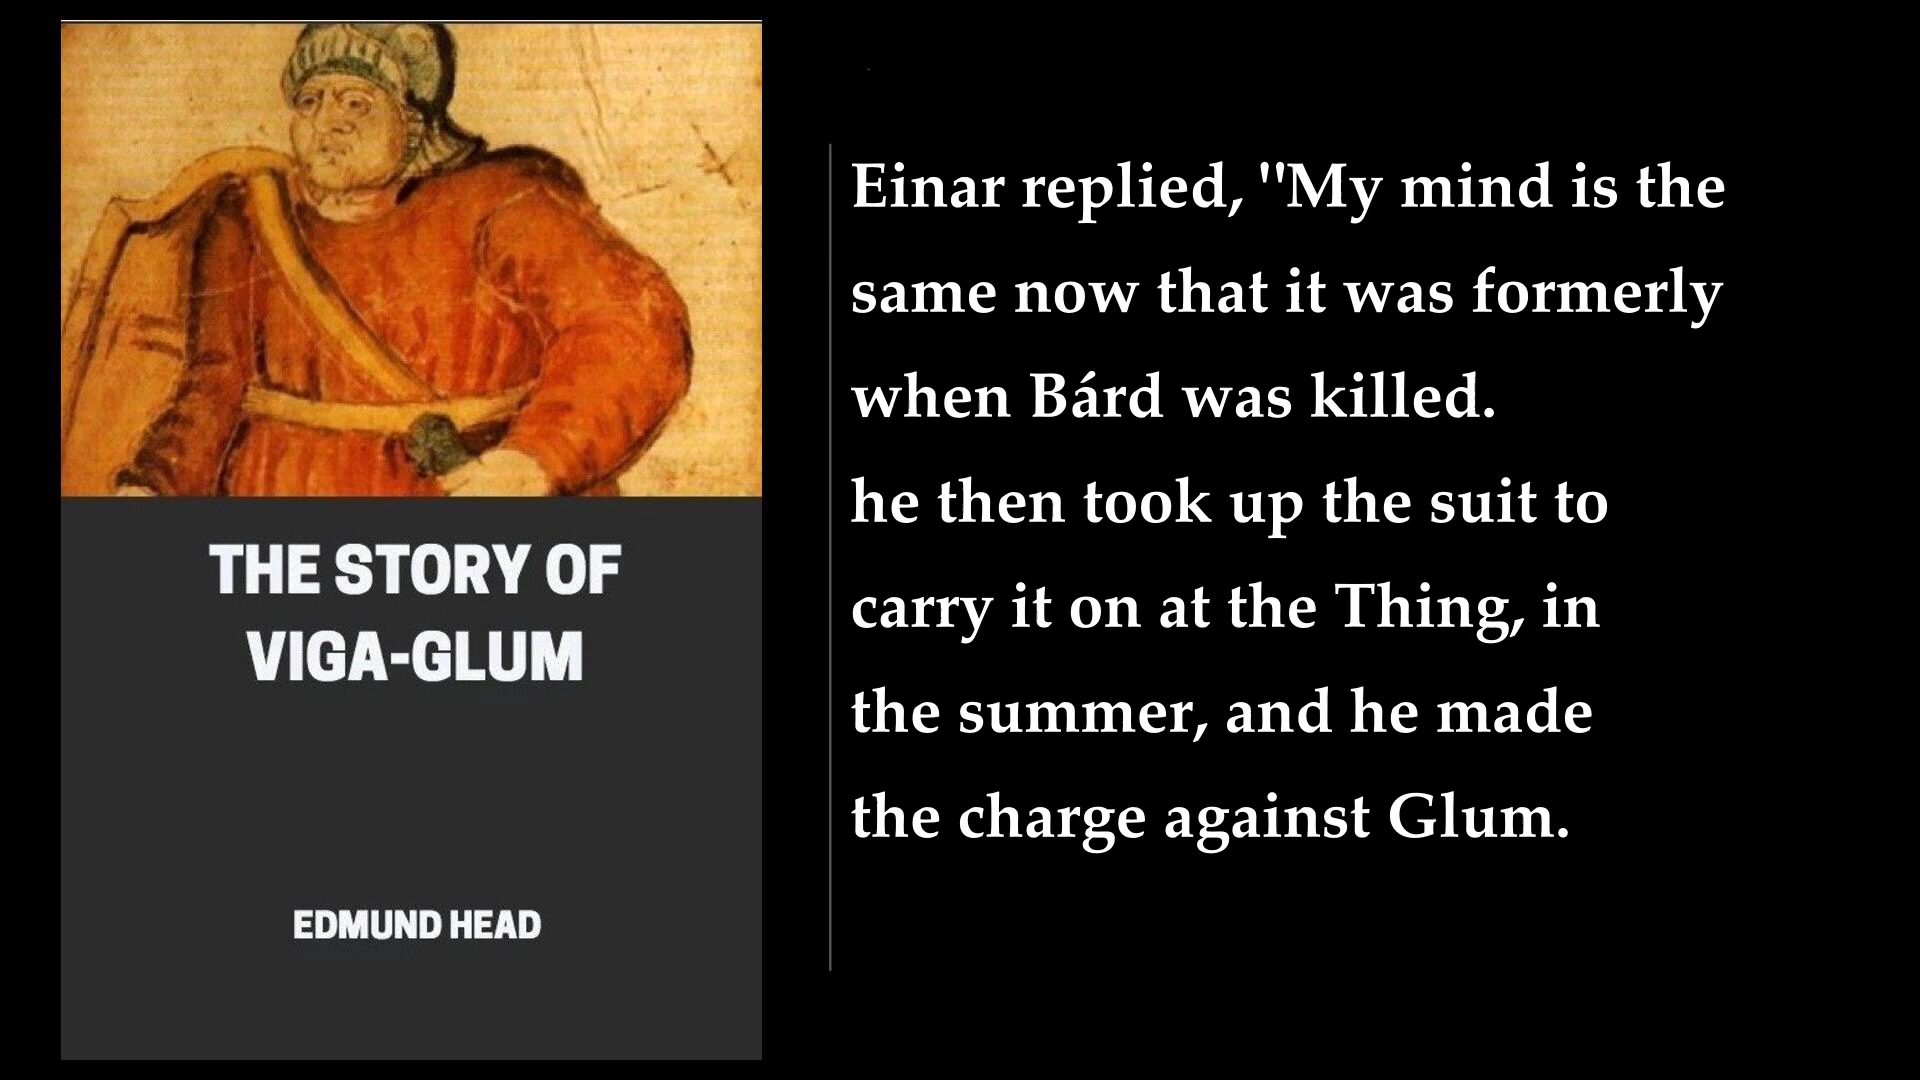 THE STORY OF
VIGA-GLUM
EDMUND HEAD
Einar replied, "My mind is the
same now that it was formerly
when Bárd was killed.
he then took up the suit to
carry it on at the Thing, in
the summer, and he made
the charge against Glum.